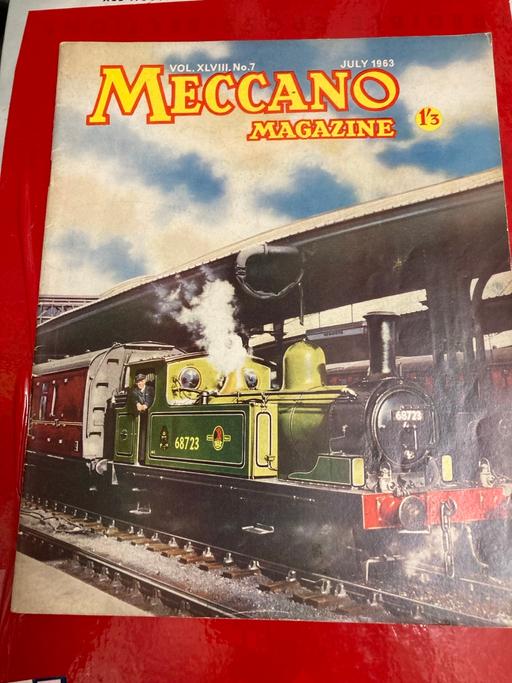 VOL. XLVIII. No.7
JULY 1963
MECCANO
MAGAZINE
1'3
68723
68723